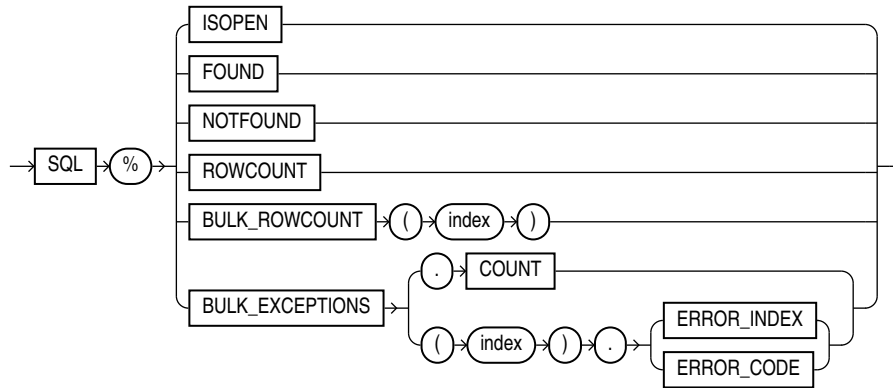 ISOPEN
FOUND
NOTFOUND
SQL % ROWCOUNT
BULK_ROWCOUNT ( index )
. COUNT
BULK_EXCEPTIONS
ERROR_INDEX
( index ) .
ERROR_CODE